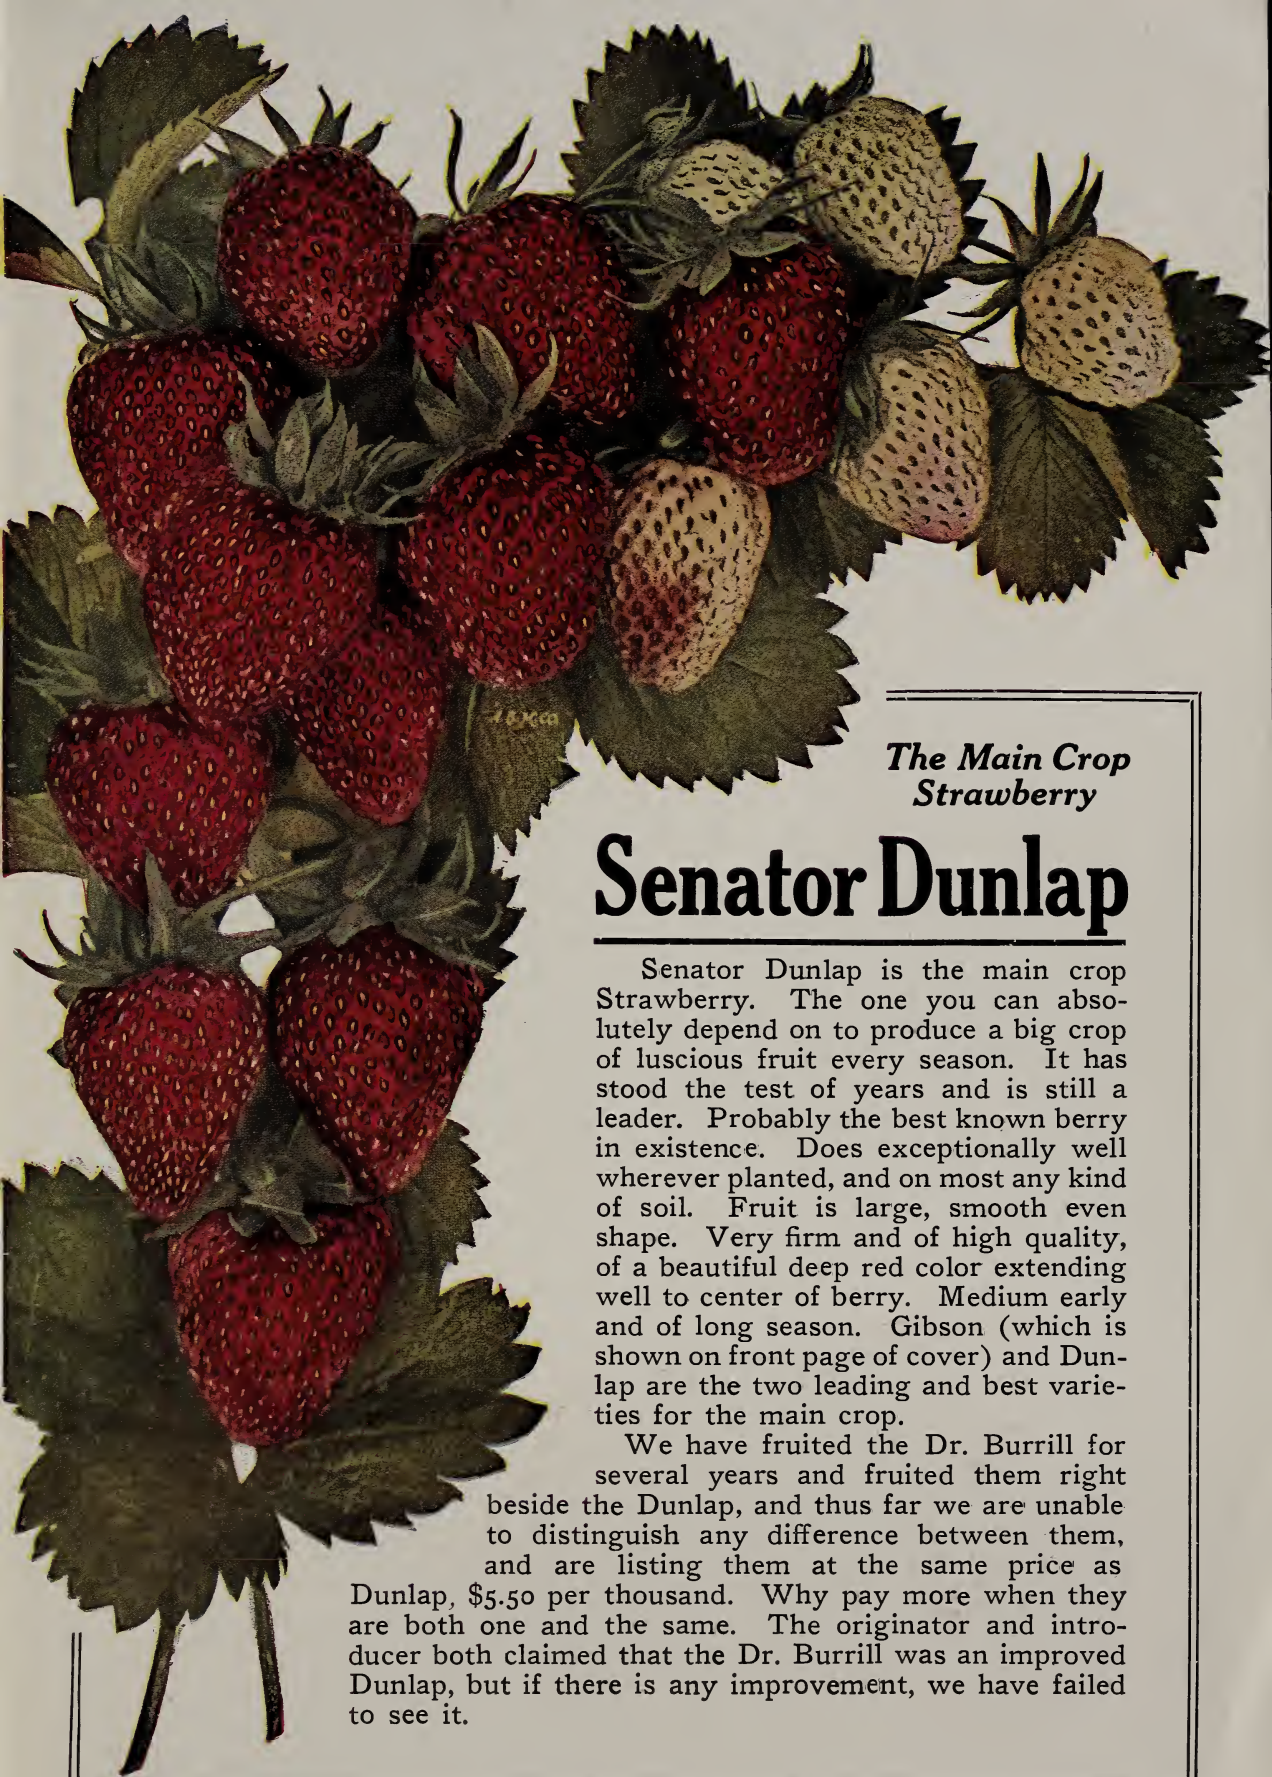 The Main Crop
Strawberry
Senator Dunlap
Senator Dunlap is the main crop
Strawberry. The one you can abso-
lutely depend on to produce a big crop
of luscious fruit every season. It has
stood the test of years and is still a
leader. Probably the best known berry
in existence. Does exceptionally well
wherever planted, and on most any kind
of soil. Fruit is large, smooth even
shape. Very firm and of high quality,
of a beautiful deep red color extending
well to center of berry. Medium early
and of long season. Gibson (which is
shown on front page of cover) and Dun-
lap are the two leading and best varie-
ties for the main crop.
We have fruited the Dr. Burrill for
several years and fruited them right
beside the Dunlap, and thus far we are unable
to distinguish any difference between them,
and are listing them at the same price as
Dunlap, $5.50 per thousand. Why pay more when they
are both one and the same. The originator and intro-
ducer both claimed that the Dr. Burrill was an improved
Dunlap, but if there is any improvement, we have failed
to see it.